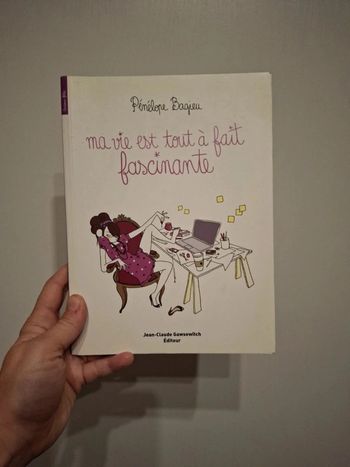 Pénélope Bagieu
ma vie est tout à fait
fascinante
Jean-Claude Gawsewitch
Éditeur